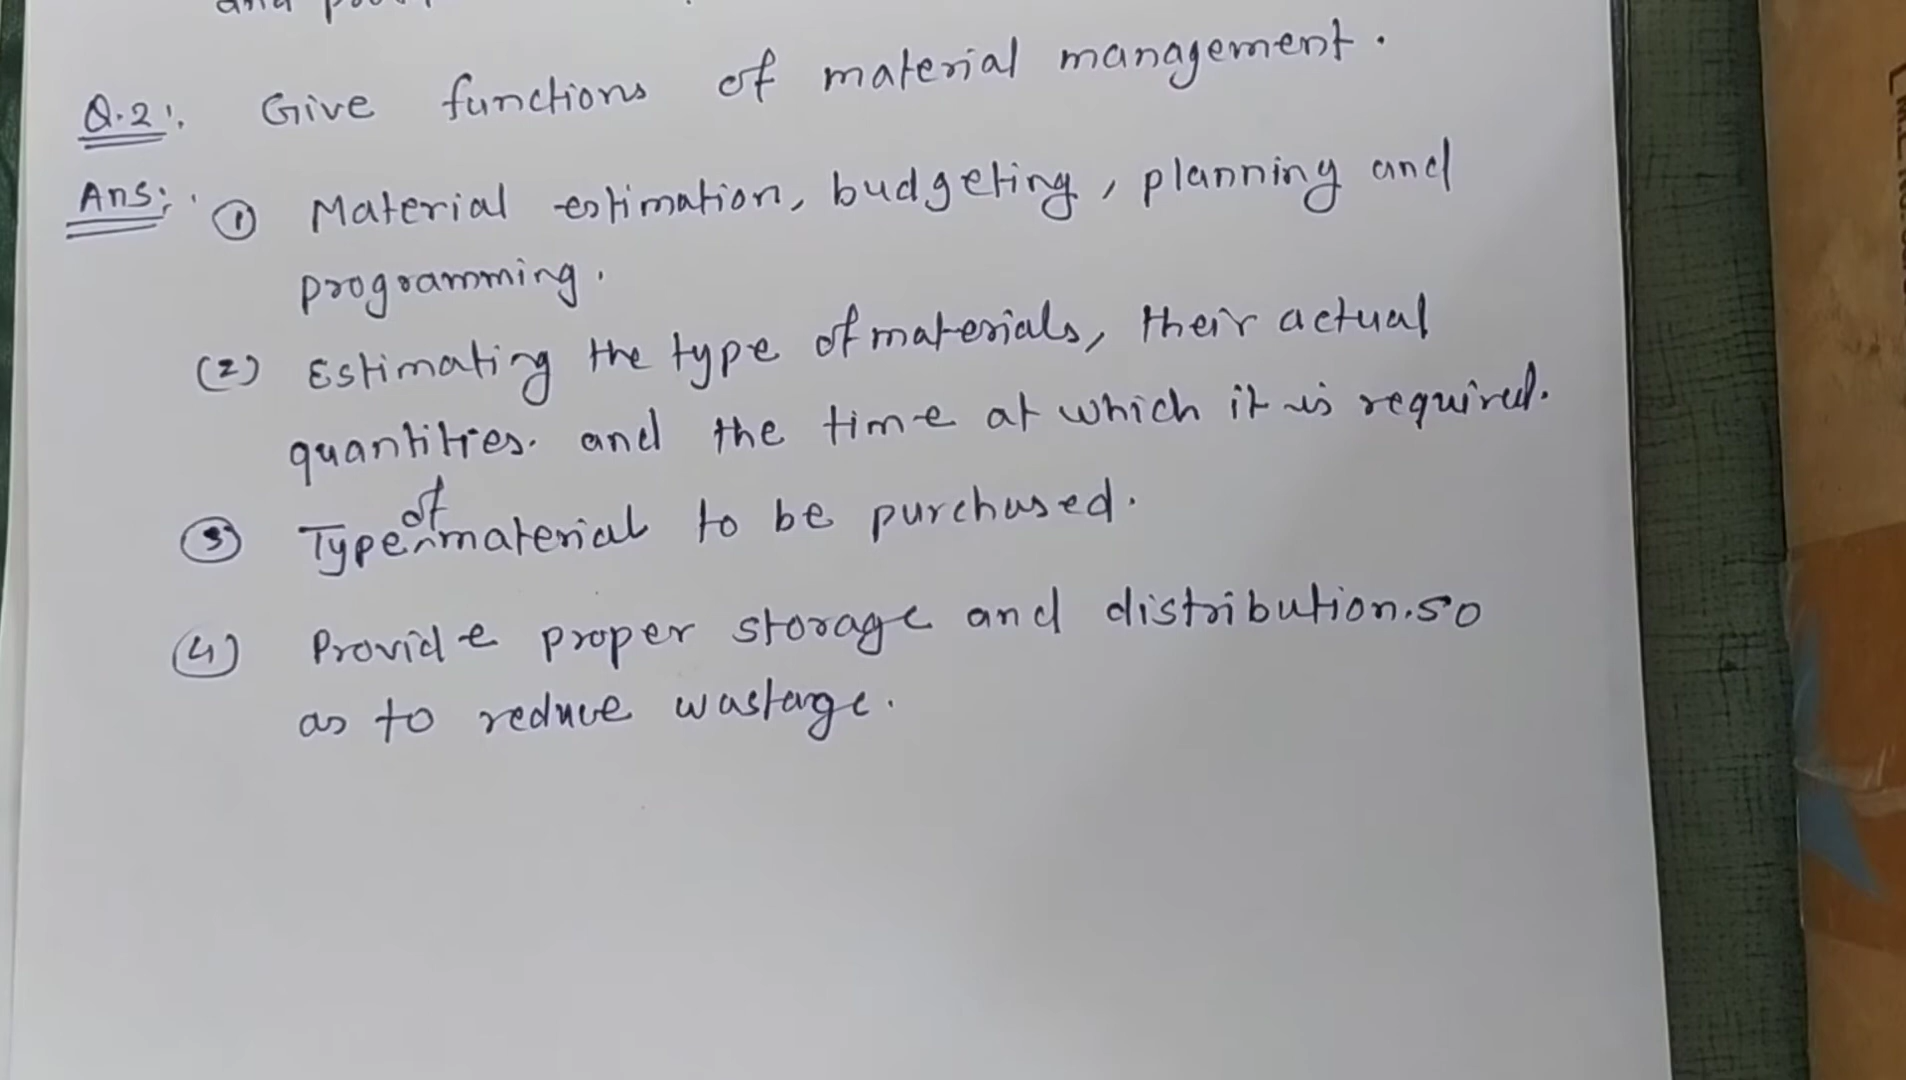 Q.2:. Give functions of material management.
Ans:. ① Material estimation, budgeting, planning and
programming.
(2) Estimating the type of materials, their actual
quantities. and the time at which it is required.
③ Type of material to be purchased.
(4) Provide proper storage and distribution. so
as to reduce wastage.